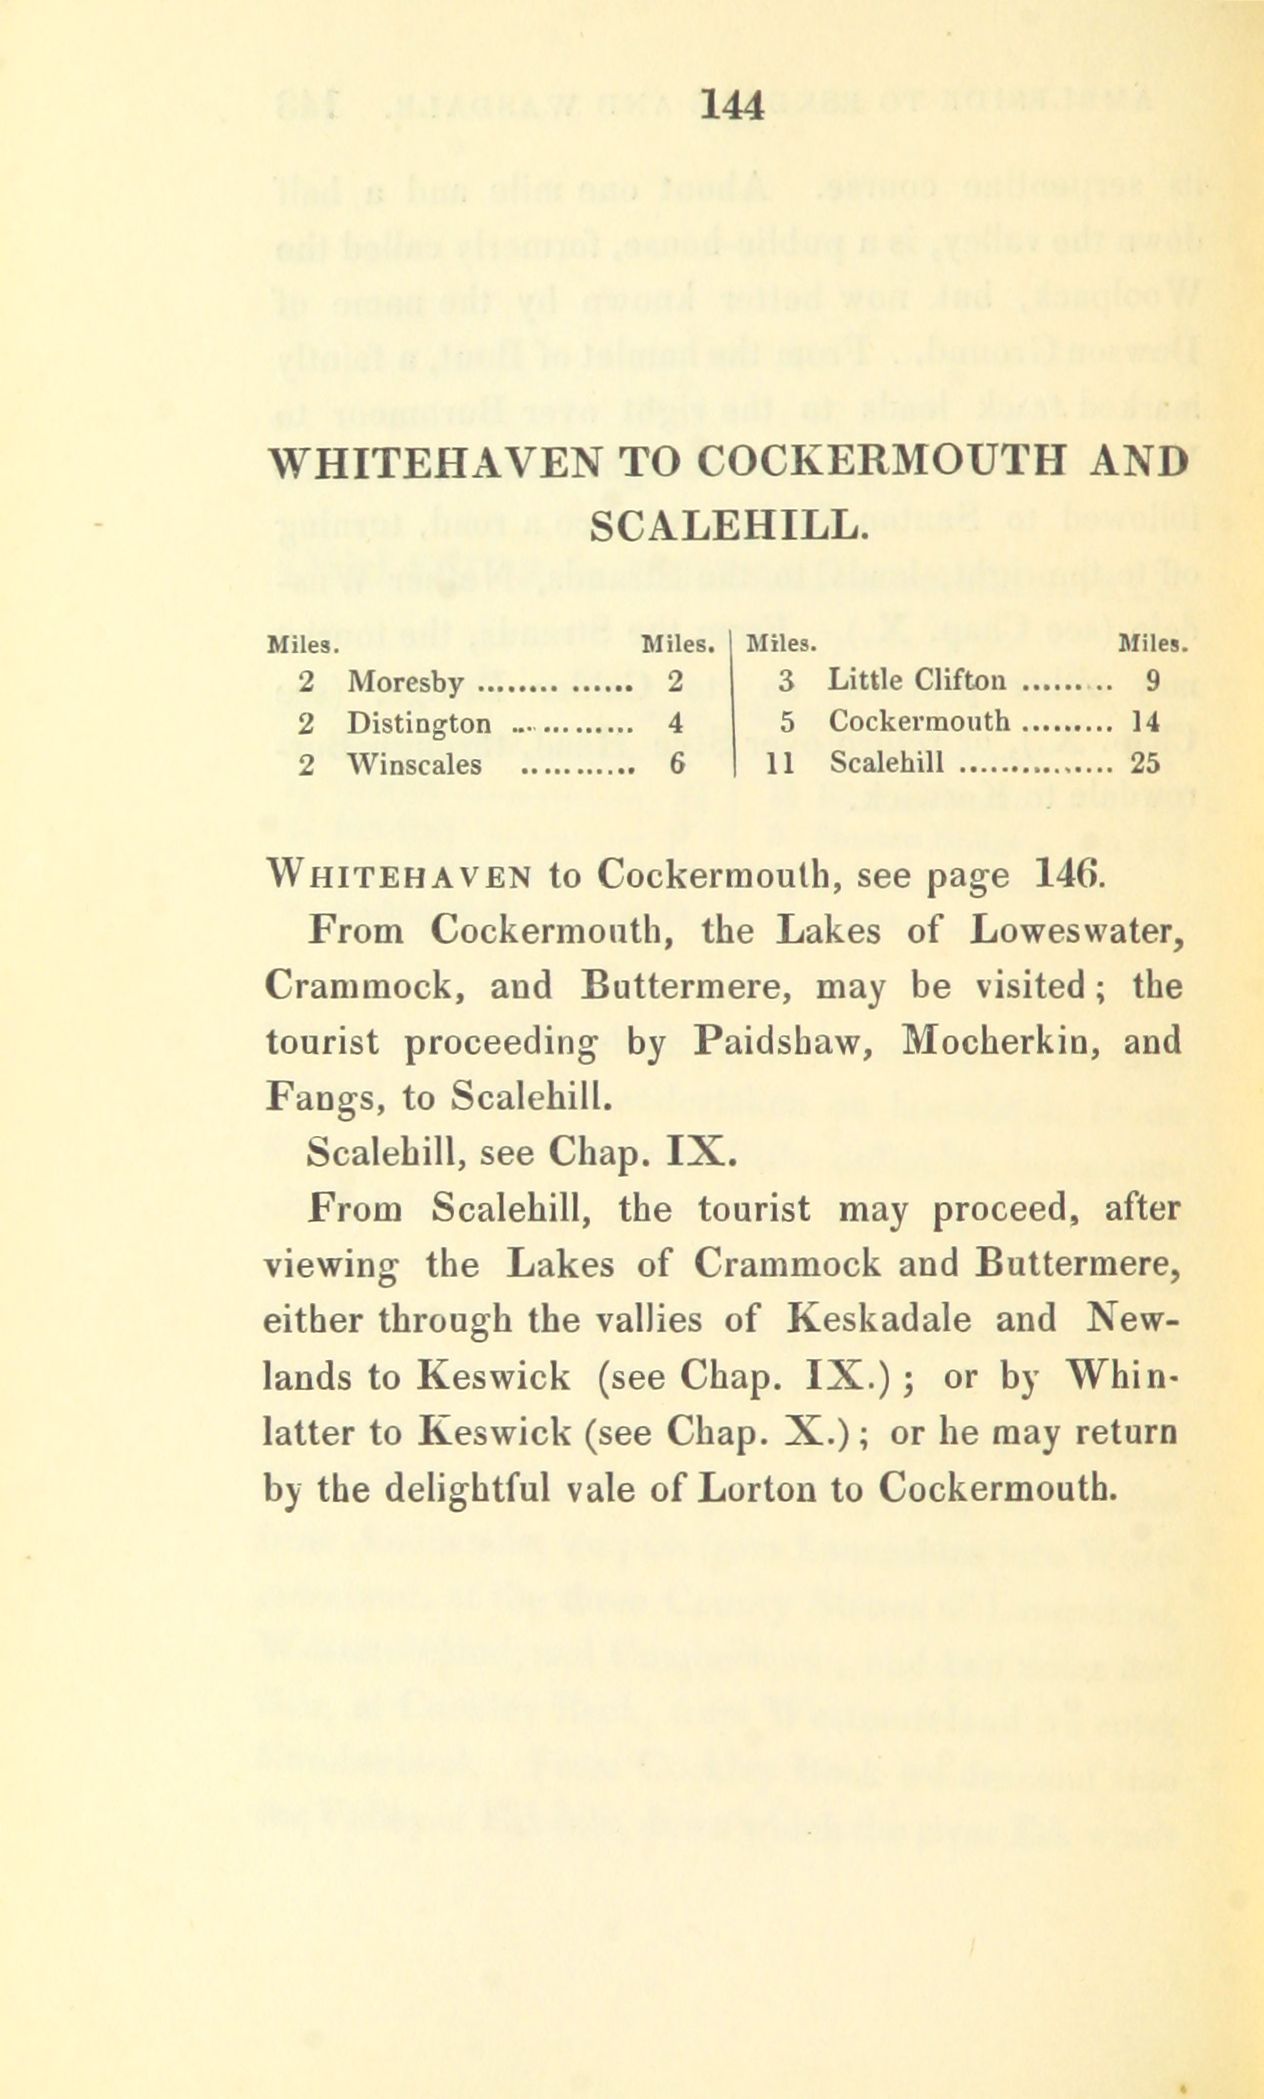 144
WHITEHAVEN TO COCKERMOUTH AND
SCALEHILL.
Miles. Miles. | Miles. Miles.
2 Moresby .............. 2 | 3 Little Clifton ......... 9
2 Distington ............. 4 | 5 Cockermouth ......... 14
2 Winscales ........... 6 | 11 Scalehill ............... 25
WHITEHAVEN to Cockermouth, see page 146.
From Cockermouth, the Lakes of Loweswater,
Crammock, and Buttermere, may be visited; the
tourist proceeding by Paidshaw, Mocherkin, and
Fangs, to Scalehill.
Scalehill, see Chap. IX.
From Scalehill, the tourist may proceed, after
viewing the Lakes of Crammock and Buttermere,
either through the vallies of Keskadale and New-
lands to Keswick (see Chap. IX.); or by Whin-
latter to Keswick (see Chap. X.); or he may return
by the delightful vale of Lorton to Cockermouth.